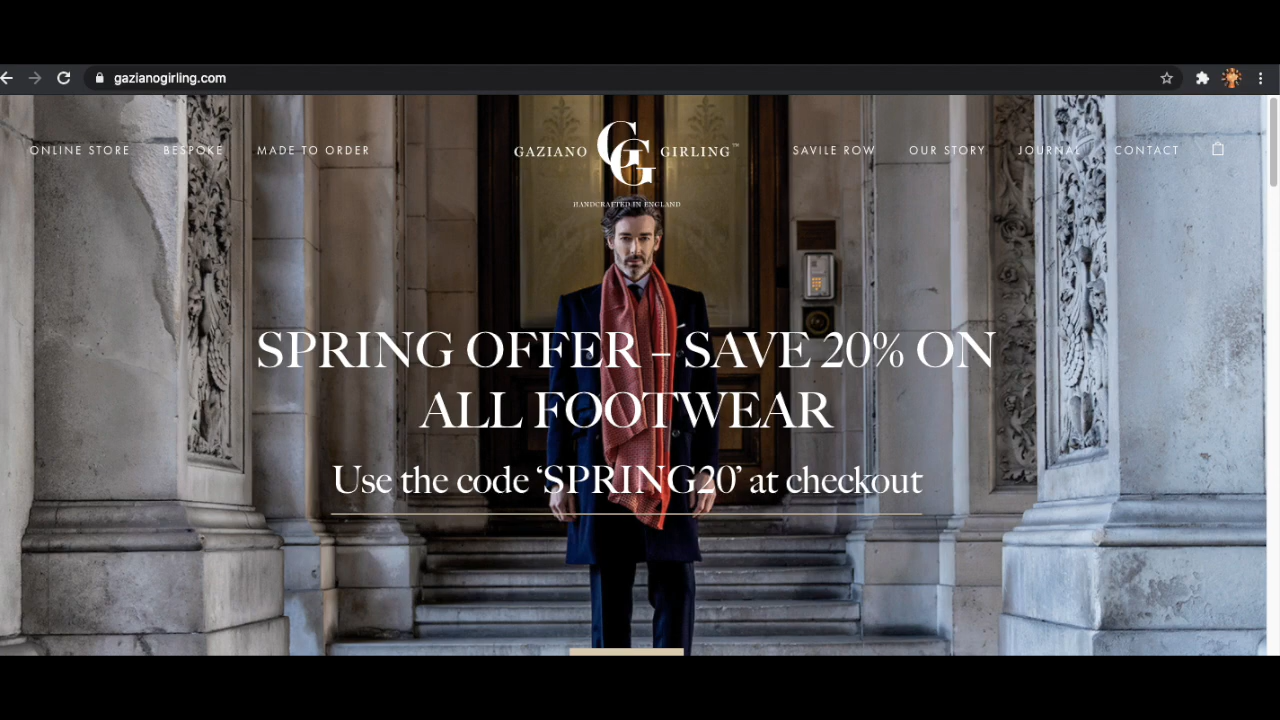 gazianogirling.com
ONLINE STORE BESPOKE MADE TO ORDER GAZIANO GG GIRLING™ SAVILE ROW OUR STORY JOURNAL CONTACT
HANDCRAFTED IN ENGLAND
SPRING OFFER – SAVE 20% ON
ALL FOOTWEAR
Use the code ‘SPRING20’ at checkout